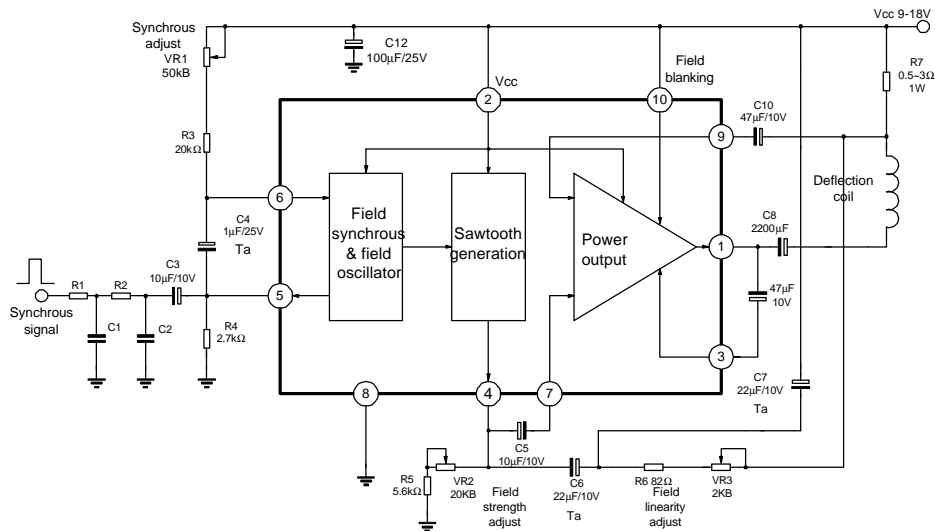 Vcc 9-18V
Synchrous
adjust
VR1
50kB
C12
100µF/25V
R7
0.5~3Ω
1W
Vcc
Field
blanking
2
10
C10
47µF/10V
9
R3
20kΩ
6
Deflection
coil
C4
1µF/25V
Ta
Field
synchrous
& field
oscillator
Sawtooth
generation
Power
output
1
C8
2200µF
C3
10µF/10V
R1
R2
5
Synchrous
signal
C1
C2
R4
2.7kΩ
47µF
10V
3
C7
22µF/10V
Ta
8
4
7
C5
10µF/10V
R5
5.6kΩ
VR2
20KB
Field
strength
adjust
C6
22µF/10V
Ta
R6 82Ω
Field
linearity
adjust
VR3
2KB